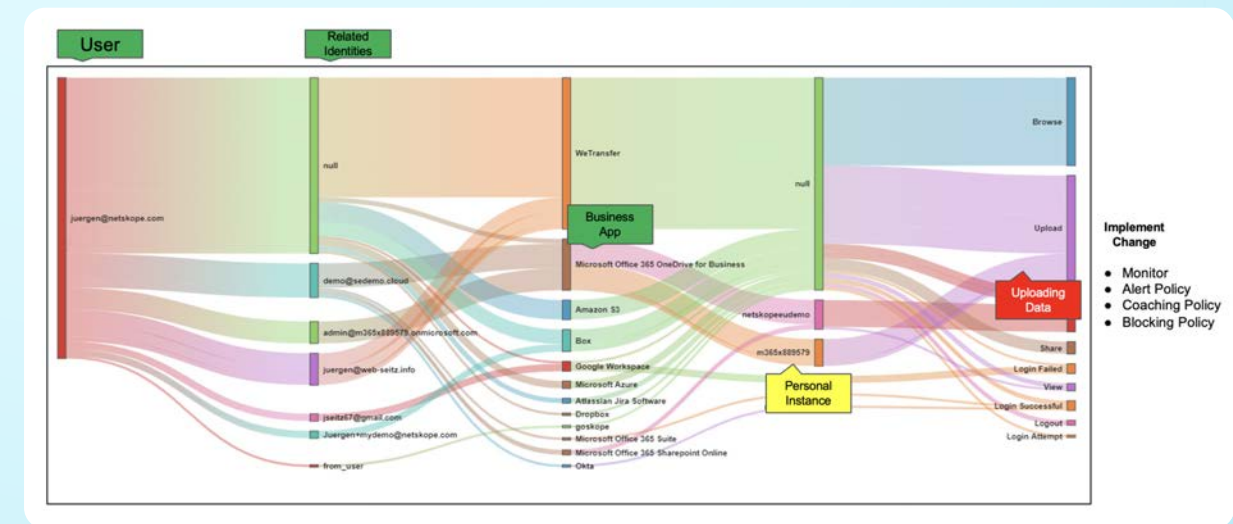 User
Related
Identities
juergen@netskope.com
null
demo@sedemo.cloud
admin@m365x889579.onmicrosoft.com
juergen@web-seitz.info
jseitz67@gmail.com
Juergen+mydemo@netskope.com
from_user
WeTransfer
Business
App
Microsoft Office 365 OneDrive for Business
Amazon S3
Box
Google Workspace
Microsoft Azure
Atlassian Jira Software
Dropbox
goskope
Microsoft Office 365 Suite
Microsoft Office 365 Sharepoint Online
Okta
null
netskopeeudemo
m365x889579
Personal
Instance
Browse
Upload
Uploading
Data
Share
Login Failed
View
Login Successful
Logout
Login Attempt
Implement
Change
● Monitor
● Alert Policy
● Coaching Policy
● Blocking Policy